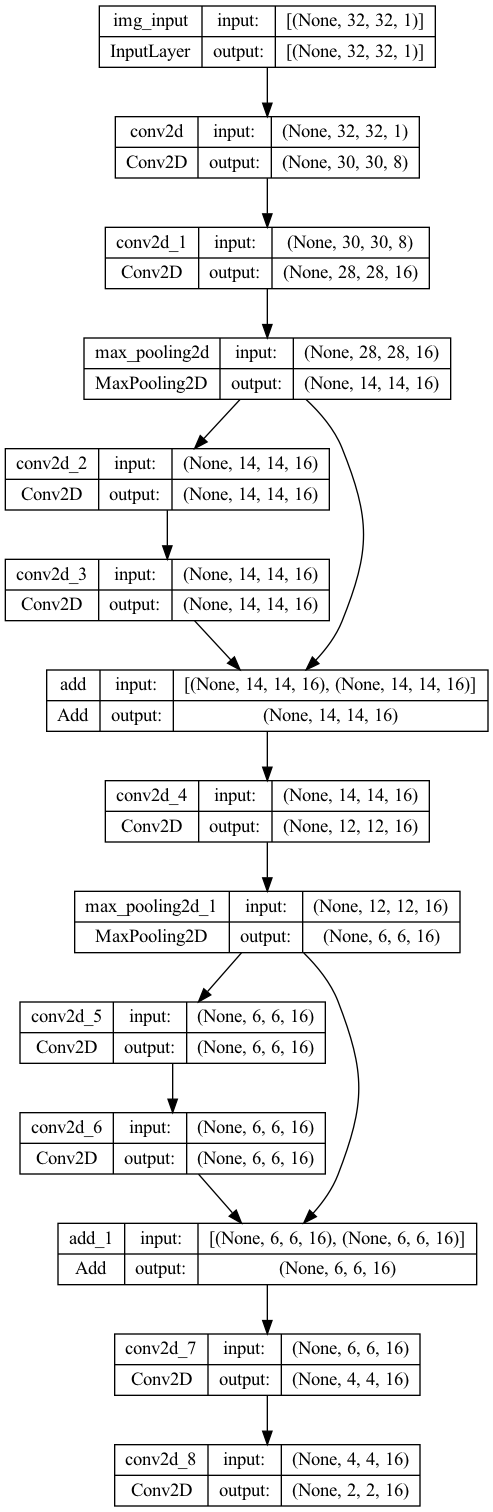 img_input input: [(None, 32, 32, 1)]
InputLayer output: [(None, 32, 32, 1)]
conv2d input: (None, 32, 32, 1)
Conv2D output: (None, 30, 30, 8)
conv2d_1 input: (None, 30, 30, 8)
Conv2D output: (None, 28, 28, 16)
max_pooling2d input: (None, 28, 28, 16)
MaxPooling2D output: (None, 14, 14, 16)
conv2d_2 input: (None, 14, 14, 16)
Conv2D output: (None, 14, 14, 16)
conv2d_3 input: (None, 14, 14, 16)
Conv2D output: (None, 14, 14, 16)
add input: [(None, 14, 14, 16), (None, 14, 14, 16)]
Add output: (None, 14, 14, 16)
conv2d_4 input: (None, 14, 14, 16)
Conv2D output: (None, 12, 12, 16)
max_pooling2d_1 input: (None, 12, 12, 16)
MaxPooling2D output: (None, 6, 6, 16)
conv2d_5 input: (None, 6, 6, 16)
Conv2D output: (None, 6, 6, 16)
conv2d_6 input: (None, 6, 6, 16)
Conv2D output: (None, 6, 6, 16)
add_1 input: [(None, 6, 6, 16), (None, 6, 6, 16)]
Add output: (None, 6, 6, 16)
conv2d_7 input: (None, 6, 6, 16)
Conv2D output: (None, 4, 4, 16)
conv2d_8 input: (None, 4, 4, 16)
Conv2D output: (None, 2, 2, 16)